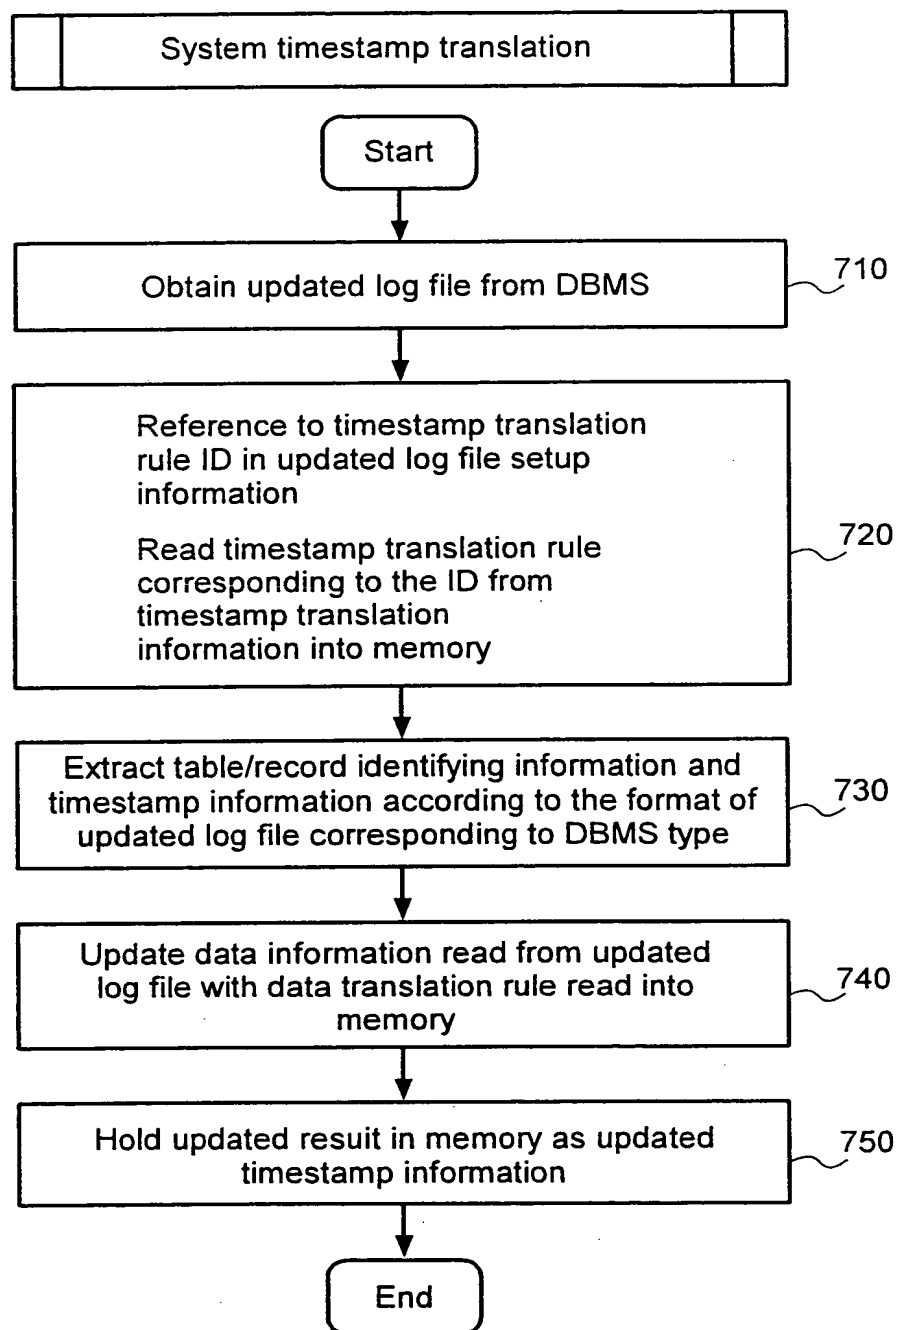 System timestamp translation
Start
Obtain updated log file from DBMS
710
Reference to timestamp translation
rule ID in updated log file setup
information
Read timestamp translation rule
corresponding to the ID from
timestamp translation
information into memory
720
Extract table/record identifying information and
timestamp information according to the format of
updated log file corresponding to DBMS type
730
Update data information read from updated
log file with data translation rule read into
memory
740
Hold updated resuit in memory as updated
timestamp information
750
End